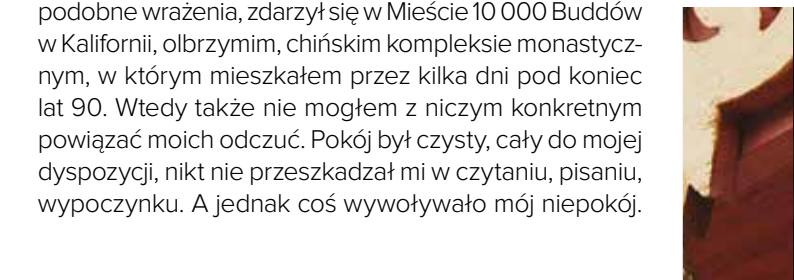 podobne wrażenia, zdarzył się w Mieście 10 000 Buddów
w Kalifornii, olbrzymim, chińskim kompleksie monastycz-
nym, w którym mieszkałem przez kilka dni pod koniec
lat 90. Wtedy także nie mogłem z niczym konkretnym
powiązać moich odczuć. Pokój był czysty, cały do mojej
dyspozycji, nikt nie przeszkadzał mi w czytaniu, pisaniu,
wypoczynku. A jednak coś wywoływało mój niepokój.